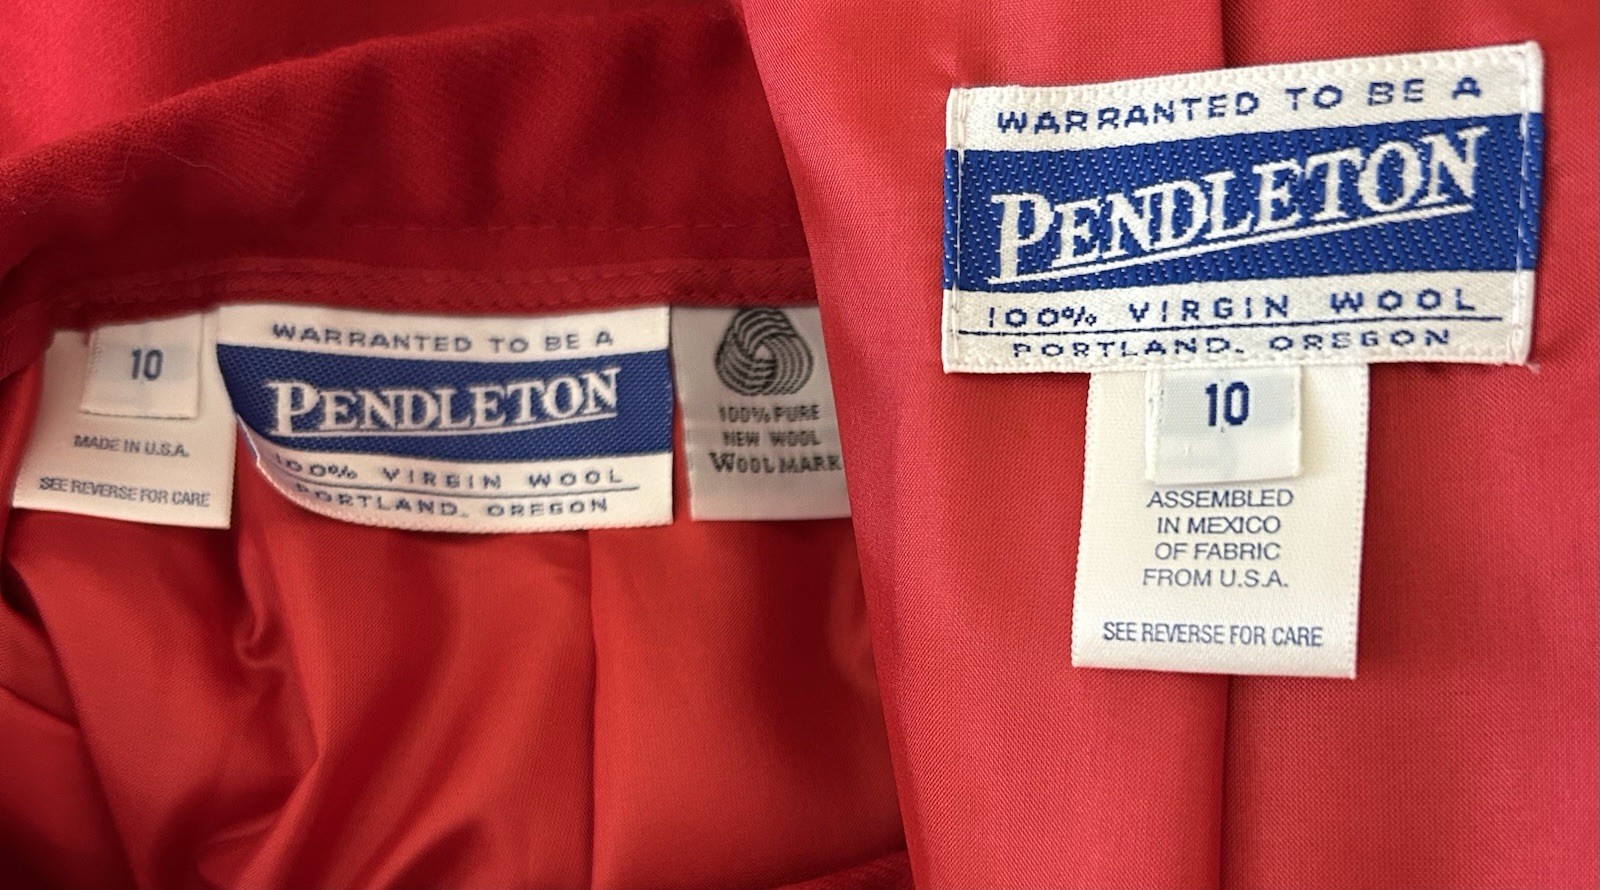 10
MADE IN U.S.A.
SEE REVERSE FOR CARE
WARRANTED TO BE A
PENDLETON
100% VIRGIN WOOL
PORTLAND, OREGON
100% PURE
NEW WOOL
WOOLMARK
WARRANTED TO BE A
PENDLETON
100% VIRGIN WOOL
PORTLAND, OREGON
10
ASSEMBLED
IN MEXICO
OF FABRIC
FROM U.S.A.
SEE REVERSE FOR CARE